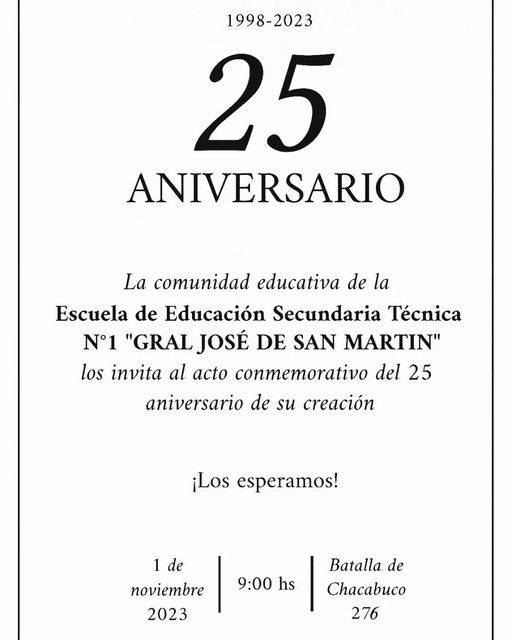 1998-2023
25
ANIVERSARIO
La comunidad educativa de la
Escuela de Educación Secundaria Técnica
N°1 "GRAL JOSÉ DE SAN MARTIN"
los invita al acto conmemorativo del 25
aniversario de su creación
¡Los esperamos!
1 de
noviembre
2023
9:00 hs
Batalla de
Chacabuco
276